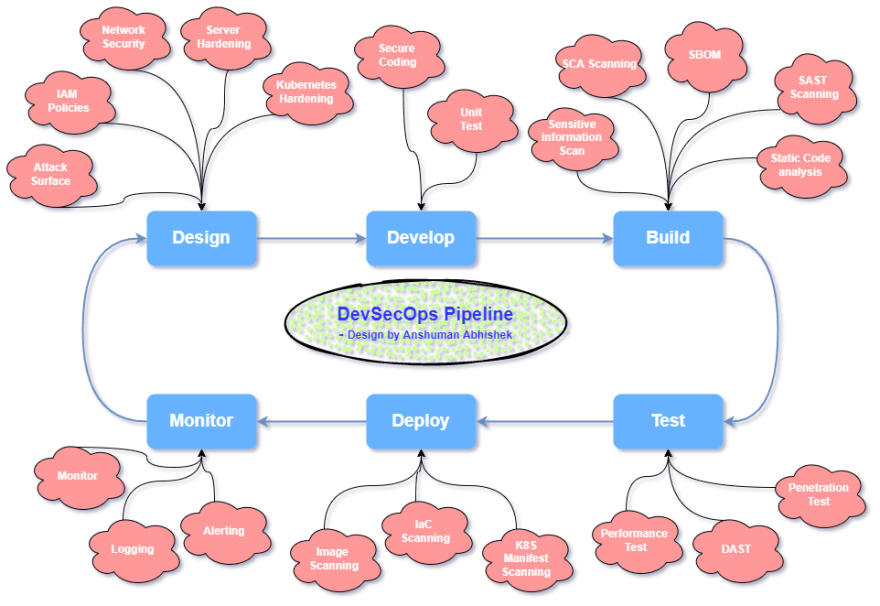 Network
Security
Server
Hardening
IAM
Policies
Kubernetes
Hardening
Attack
Surface
Secure
Coding
Unit
Test
SCA Scanning
SBOM
SAST
Scanning
Sensitive
information
Scan
Static Code
analysis
Design
Develop
Build
DevSecOps Pipeline
- Design by Anshuman Abhishek
Monitor
Deploy
Test
Monitor
Logging
Alerting
Image
Scanning
IaC
Scanning
K8S
Manifest
Scanning
Performance
Test
DAST
Penetration
Test